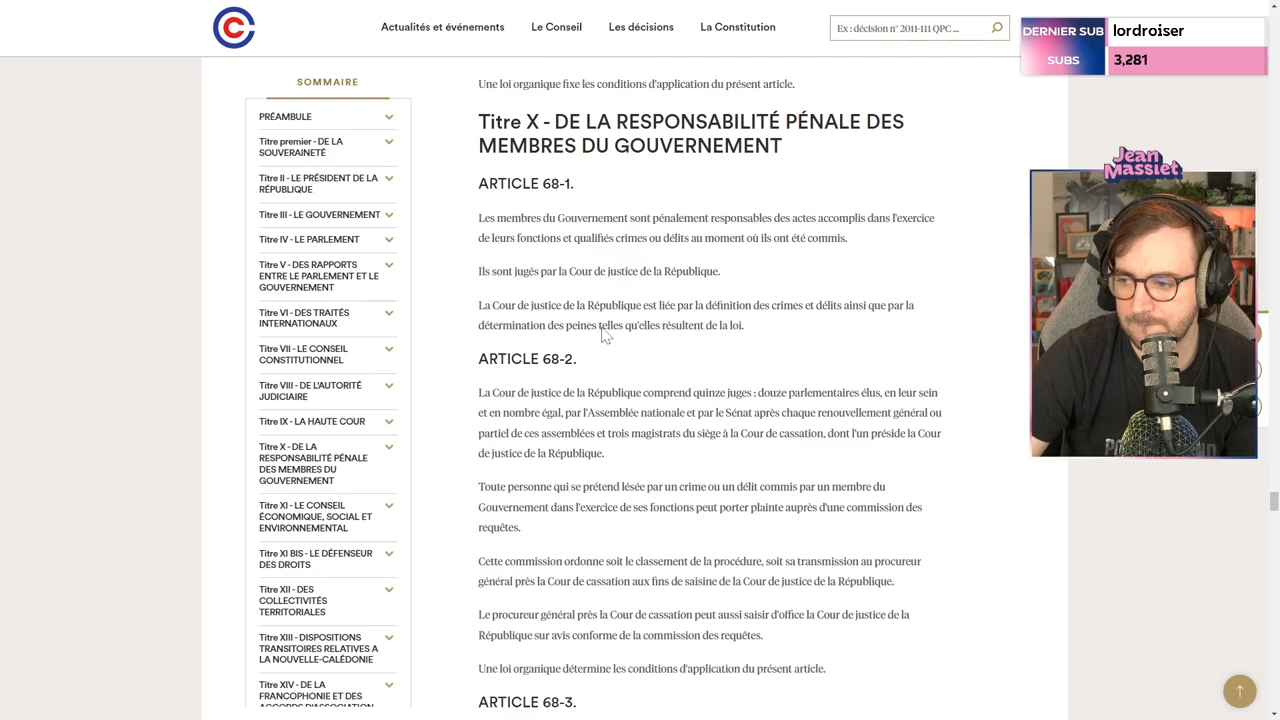 Actualités et événements
Le Conseil
Les décisions
La Constitution
Ex : décision n° 2011-111 QPC ...
DERNIER SUB
lordroiser
SUBS
3,281
Jean
Massiet
SOMMAIRE
PRÉAMBULE
Titre premier - DE LA
SOUVERAINETÉ
Titre II - LE PRÉSIDENT DE LA
RÉPUBLIQUE
Titre III - LE GOUVERNEMENT
Titre IV - LE PARLEMENT
Titre V - DES RAPPORTS
ENTRE LE PARLEMENT ET LE
GOUVERNEMENT
Titre VI - DES TRAITÉS
INTERNATIONAUX
Titre VII - LE CONSEIL
CONSTITUTIONNEL
Titre VIII - DE L'AUTORITÉ
JUDICIAIRE
Titre IX - LA HAUTE COUR
Titre X - DE LA
RESPONSABILITÉ PÉNALE
DES MEMBRES DU
GOUVERNEMENT
Titre XI - LE CONSEIL
ÉCONOMIQUE, SOCIAL ET
ENVIRONNEMENTAL
Titre XI BIS - LE DÉFENSEUR
DES DROITS
Titre XII - DES
COLLECTIVITÉS
TERRITORIALES
Titre XIII - DISPOSITIONS
TRANSITOIRES RELATIVES A
LA NOUVELLE-CALÉDONIE
Titre XIV - DE LA
FRANCOPHONIE ET DES
ACCORDS D'ASSOCIATION
Une loi organique fixe les conditions d'application du présent article.
Titre X - DE LA RESPONSABILITÉ PÉNALE DES
MEMBRES DU GOUVERNEMENT
ARTICLE 68-1.
Les membres du Gouvernement sont pénalement responsables des actes accomplis dans l'exercice
de leurs fonctions et qualifiés crimes ou délits au moment où ils ont été commis.
Ils sont jugés par la Cour de justice de la République.
La Cour de justice de la République est liée par la définition des crimes et délits ainsi que par la
détermination des peines telles qu'elles résultent de la loi.
ARTICLE 68-2.
La Cour de justice de la République comprend quinze juges : douze parlementaires élus, en leur sein
et en nombre égal, par l'Assemblée nationale et par le Sénat après chaque renouvellement général ou
partiel de ces assemblées et trois magistrats du siège à la Cour de cassation, dont l'un préside la Cour
de justice de la République.
Toute personne qui se prétend lésée par un crime ou un délit commis par un membre du
Gouvernement dans l'exercice de ses fonctions peut porter plainte auprès d'une commission des
requêtes.
Cette commission ordonne soit le classement de la procédure, soit sa transmission au procureur
général près la Cour de cassation aux fins de saisine de la Cour de justice de la République.
Le procureur général près la Cour de cassation peut aussi saisir d'office la Cour de justice de la
République sur avis conforme de la commission des requêtes.
Une loi organique détermine les conditions d'application du présent article.
ARTICLE 68-3.